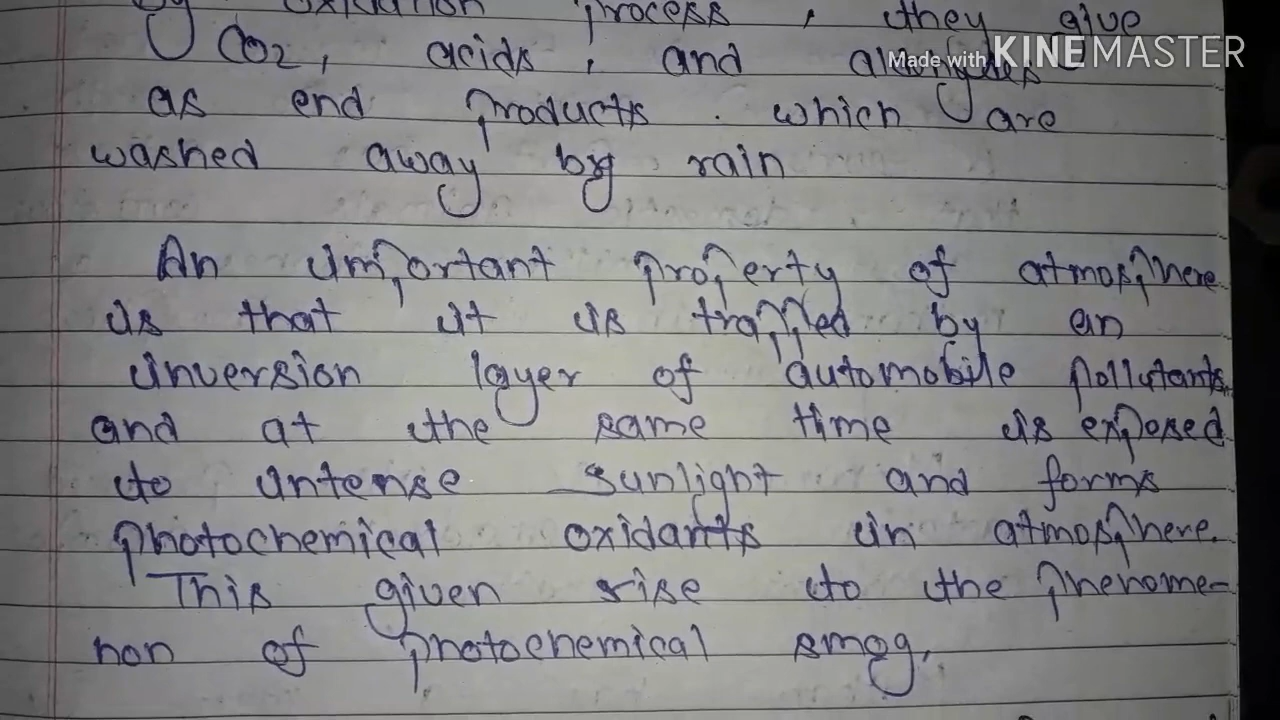 by oxidation process, they give
CO2, acids, and aldehydes
Made with KINEMASTER
as end products. which are
washed away by rain
An important property of atmosphere
is that it is trapped by an
inversion layer of automobile pollutants
and at the same time is exposed
to intense sunlight and forms
photochemical oxidants in atmosphere.
This given rise to the phenome-
non of photochemical smog,